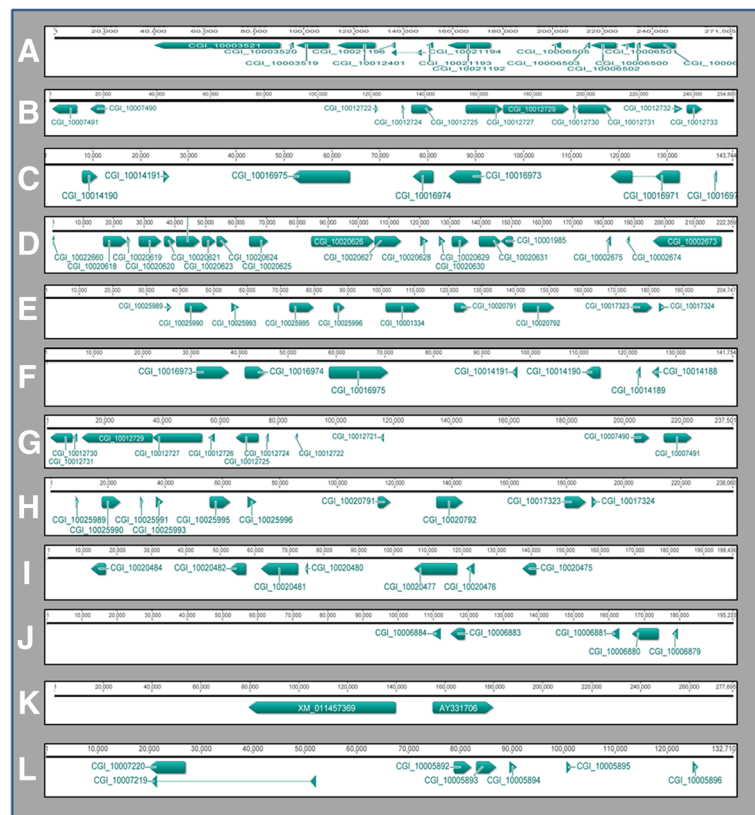 A
1 20,000 40,000 60,000 80,000 100,000 120,000 140,000 160,000 180,000 200,000 220,000 240,000 271,505
CGI_10003521 CGI_10021196 CGI_10021194 CGI_10006505 CGI_10006501
CGI_10003520 CGI_10012401 CGI_10021193 CGI_10006503 CGI_10006500
CGI_10003519 CGI_10021192 CGI_10006502
B
1 20,000 40,000 60,000 80,000 100,000 120,000 140,000 160,000 180,000 200,000 220,000 254,895
CGI_10007490 CGI_10012722 CGI_10012729 CGI_10012732
CGI_10007491 CGI_10012724 CGI_10012725 CGI_10012727 CGI_10012730 CGI_10012731 CGI_10012733
C
1 10,000 20,000 30,000 40,000 50,000 60,000 70,000 80,000 90,000 100,000 110,000 120,000 130,000 143,744
CGI_10014191 CGI_10016975 CGI_10016973
CGI_10014190 CGI_10016974 CGI_10016971 CGI_1001697
D
1 10,000 20,000 30,000 40,000 50,000 60,000 70,000 80,000 90,000 100,000 110,000 120,000 130,000 140,000 150,000 160,000 170,000 180,000 190,000 200,000 210,000 222,359
CGI_10020626 CGI_10001985 CGI_10002673
CGI_10022660 CGI_10020619 CGI_10020621 CGI_10020624 CGI_10020627 CGI_10020628 CGI_10020629 CGI_10020631 CGI_10002675 CGI_10002674
CGI_10020618 CGI_10020620 CGI_10020623 CGI_10020625 CGI_10020630
E
1 10,000 20,000 30,000 40,000 50,000 60,000 70,000 80,000 90,000 100,000 110,000 120,000 130,000 140,000 150,000 160,000 170,000 180,000 190,000 204,747
CGI_10025989 CGI_10020791 CGI_10017323 CGI_10017324
CGI_10025990 CGI_10025993 CGI_10025995 CGI_10025996 CGI_10001334 CGI_10020792
F
1 10,000 20,000 30,000 40,000 50,000 60,000 70,000 80,000 90,000 100,000 110,000 120,000 130,000 141,754
CGI_10016973 CGI_10016974 CGI_10014191 CGI_10014190 CGI_10014188
CGI_10016975 CGI_10014189
G
1 20,000 40,000 60,000 80,000 100,000 120,000 140,000 160,000 180,000 200,000 220,000 237,501
CGI_10012729 CGI_10012721 CGI_10007490
CGI_10012730 CGI_10012727 CGI_10012726 CGI_10012724 CGI_10012722 CGI_10007491
CGI_10012731 CGI_10012725
H
1 20,000 40,000 60,000 80,000 100,000 120,000 140,000 160,000 180,000 200,000 220,000
CGI_10020791 CGI_10017323 CGI_10017324
CGI_10025989 CGI_10025991 CGI_10025995 CGI_10025996 CGI_10020792
CGI_10025990 CGI_10025993
I
1 10,000 20,000 30,000 40,000 50,000 60,000 70,000 80,000 90,000 100,000 110,000 120,000 130,000 140,000 150,000 160,000 170,000 180,000 198,436
CGI_10020484 CGI_10020482 CGI_10020480 CGI_10020475
CGI_10020481 CGI_10020477 CGI_10020476
J
1 10,000 20,000 30,000 40,000 50,000 60,000 70,000 80,000 90,000 100,000 110,000 120,000 130,000 140,000 150,000 160,000 170,000 180,000 195,233
CGI_10006884 CGI_10006883 CGI_10006881
CGI_10006880 CGI_10006879
K
1 20,000 40,000 60,000 80,000 100,000 120,000 140,000 160,000 180,000 200,000 220,000 240,000 260,000 277,695
XM_011457369 AY331706
L
1 10,000 20,000 30,000 40,000 50,000 60,000 70,000 80,000 90,000 100,000 110,000 120,000 132,710
CGI_10007220 CGI_10005892 CGI_10005895
CGI_10007219 CGI_10005893 CGI_10005894 CGI_10005896